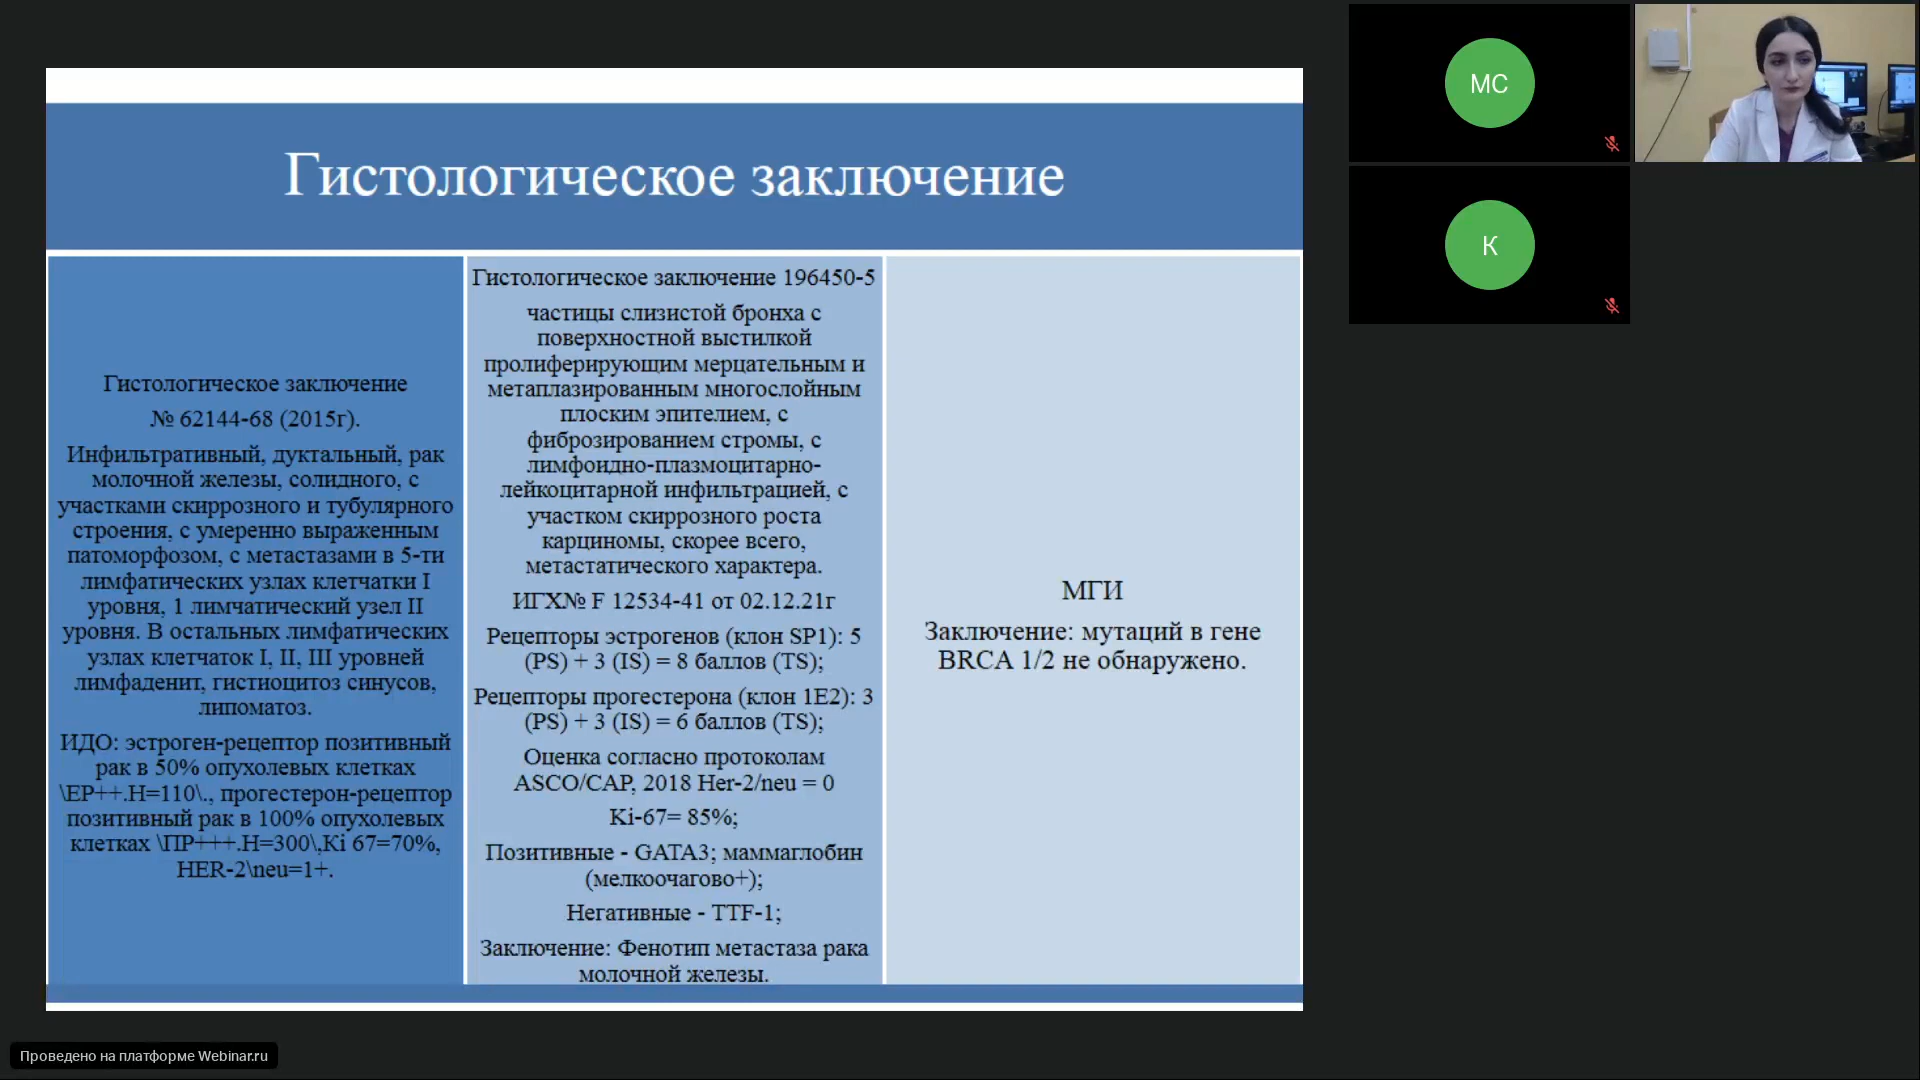 Гистологическое заключение
Гистологическое заключение
№ 62144-68 (2015г).
Инфильтративный, дуктальный, рак
молочной железы, солидного, с
участками скиррозного и тубулярного
строения, с умеренно выраженным
патоморфозом, с метастазами в 5-ти
лимфатических узлах клетчатки I
уровня, 1 лимчатический узел II
уровня. В остальных лимфатических
узлах клетчаток I, II, III уровней
лимфаденит, гистиоцитоз синусов,
липоматоз.
ИДО: эстроген-рецептор позитивный
рак в 50% опухолевых клетках
\ЕР++.Н=110\., прогестерон-рецептор
позитивный рак в 100% опухолевых
клетках \ПР+++.Н=300\,Ki 67=70%,
HER-2\neu=1+.
Гистологическое заключение 196450-5
частицы слизистой бронха с
поверхностной выстилкой
пролиферирующим мерцательным и
метаплазированным многослойным
плоским эпителием, с
фиброзированием стромы, с
лимфоидно-плазмоцитарно-
лейкоцитарной инфильтрацией, с
участком скиррозного роста
карциномы, скорее всего,
метастатического характера.
ИГХ№ F 12534-41 от 02.12.21г
Рецепторы эстрогенов (клон SP1): 5
(PS) + 3 (IS) = 8 баллов (TS);
Рецепторы прогестерона (клон 1E2): 3
(PS) + 3 (IS) = 6 баллов (TS);
Оценка согласно протоколам
ASCO/CAP, 2018 Her-2/neu = 0
Ki-67= 85%;
Позитивные - GATA3; маммаглобин
(мелкоочагово+);
Негативные - TTF-1;
Заключение: Фенотип метастаза рака
молочной железы.
МГИ
Заключение: мутаций в гене
BRCA 1/2 не обнаружено.
МС
К
Проведено на платформе Webinar.ru